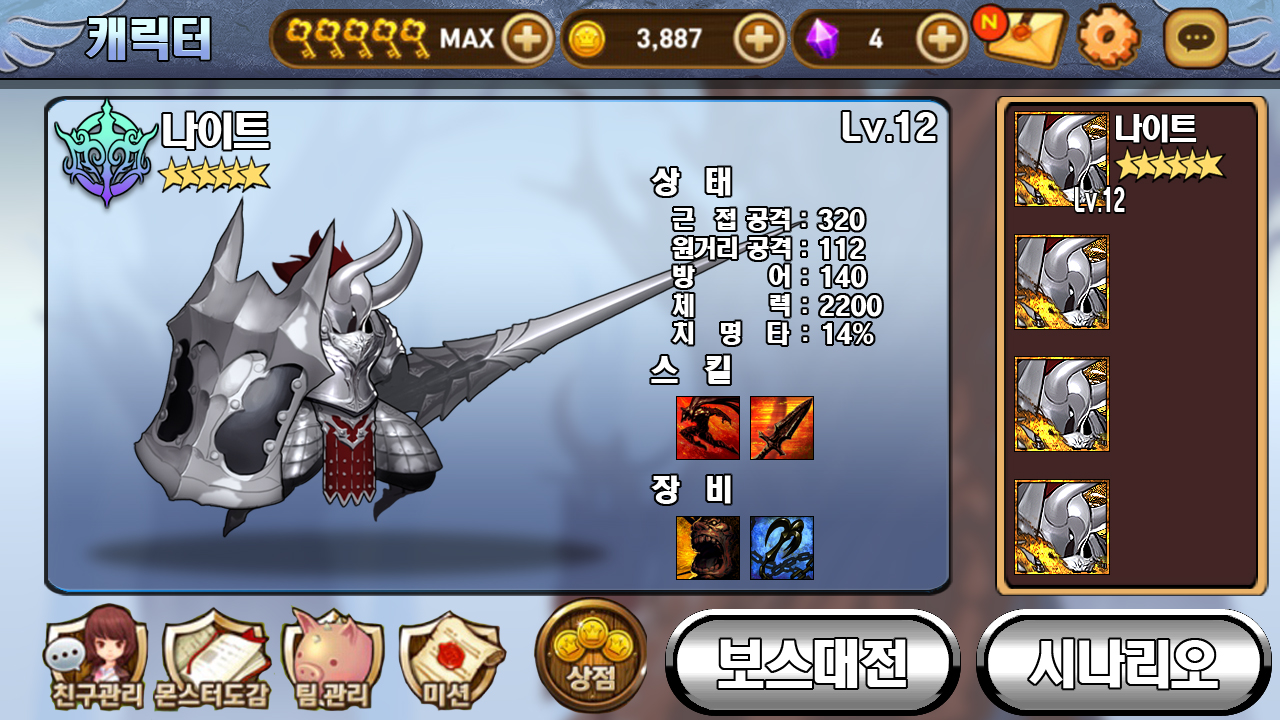 캐릭터
MAX
3,887
4
N
나이트
Lv.12
상 태
근 접 공격 : 320
원거리 공격 : 112
방 어 : 140
체 력 : 2200
치 명 타 : 14%
스 킬
장 비
나이트
Lv.12
친구관리
몬스터도감
팀관리
미션
상점
보스대전
시나리오